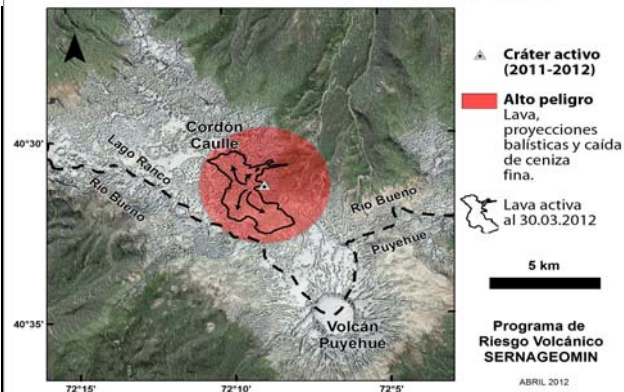 Cráter activo
(2011-2012)
Alto peligro
Lava,
proyecciones
balísticas y caída
de ceniza
fina.
Lava activa
al 30.03.2012
5 km
Programa de
Riesgo Volcánico
SERNAGEOMIN
ABRIL 2012
40°30'
40°35'
72°15'
72°10'
72°5'
Cordón
Caulle
Lago Ranco
Río Bueno
Río Bueno
Puyehue
Volcán
Puyehue